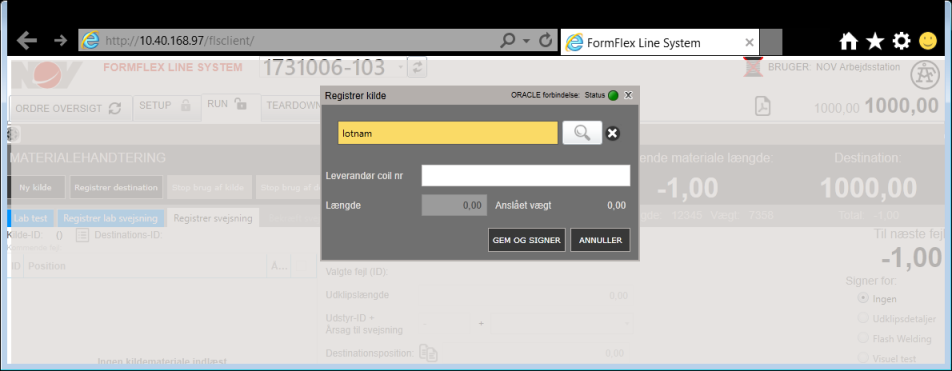 http://10.40.168.97/fisclient/
FormFlex Line System
NOV
FORMFLEX LINE SYSTEM
1731006-103
BRUGER: NOV Arbejdsstation
ORDRE OVERSIGT
SETUP
RUN
TEARDOWN
1000,00 1000,00
Registrer kilde
ORACLE forbindelse: Status
lotnam
Leverandør coil nr
Længde
0,00
Anslået vægt
0,00
GEM OG SIGNER
ANNULLER
MATERIALEHANDTERING
ende materiale længde
Destination
Ny kilde
Registrer destination
Stop brug af kilde
Stop brug af de
-1,00
1000,00
12345 Vægt 7356
Total -1,00
Lab test
Registrer lab svejsning
Registrer svejsning
Kilde-ID: ()
Destinations-ID:
Til næste fejl
-1,00
ID Position
Valgte fejl (ID):
Signer for:
Ingen
Udklipslængde
0,00
Udklipsdetaljer
Udstyr-ID +
Årsag til svejsning
- +
Flash Welding
Destinationsposition:
0,00
Visuel test
Ingen kildemateriale indlæst